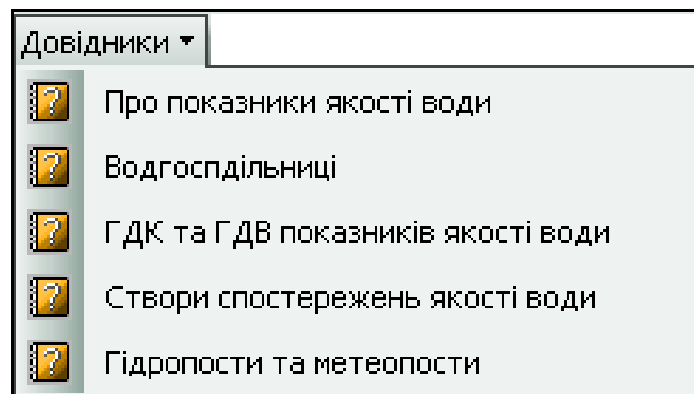 Довідники
Про показники якості води
Водгоспдільниці
ГДК та ГДВ показників якості води
Створи спостережень якості води
Гідропости та метеопости